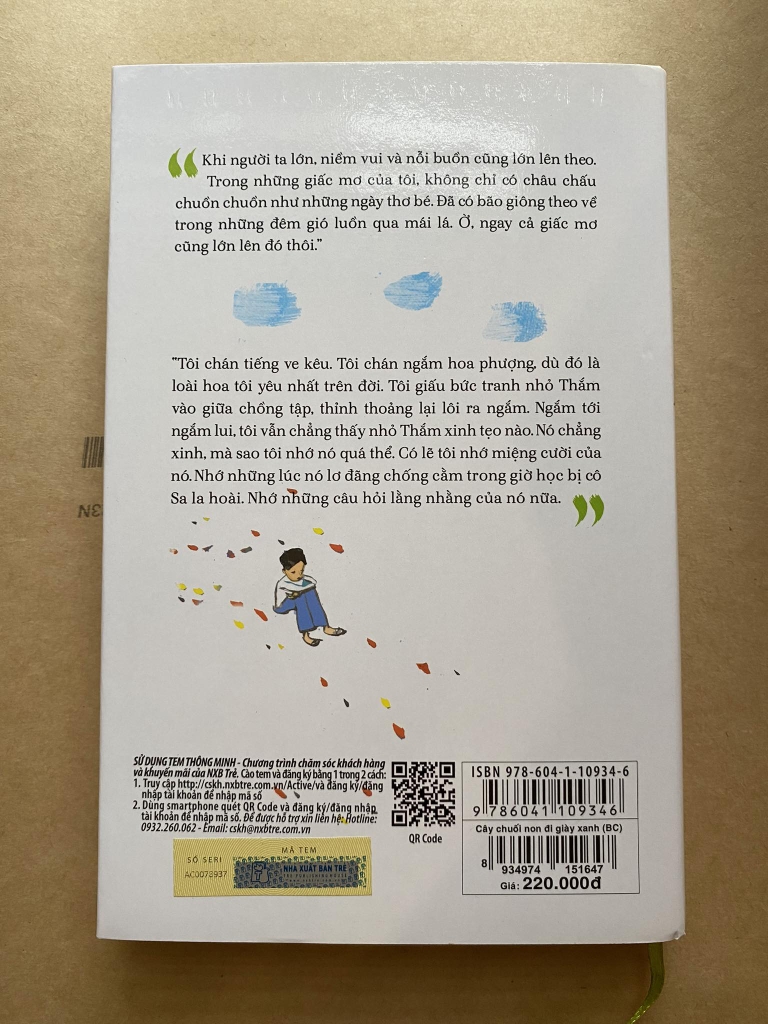 “Khi người ta lớn, niềm vui và nỗi buồn cũng lớn lên theo.
Trong những giấc mơ của tôi, không chỉ có châu chấu
chuồn chuồn như những ngày thơ bé. Đã có bão giông theo về
trong những đêm gió luồn qua mái lá. Ờ, ngay cả giấc mơ
cũng lớn lên đó thôi.”
“Tôi chán tiếng ve kêu. Tôi chán ngắm hoa phượng, dù đó là
loài hoa tôi yêu nhất trên đời. Tôi giấu bức tranh nhỏ Thắm
vào giữa chồng tập, thỉnh thoảng lại lôi ra ngắm. Ngắm tới
ngắm lui, tôi vẫn chẳng thấy nhỏ Thắm xinh tẹo nào. Nó chẳng
xinh, mà sao tôi nhớ nó quá thể. Có lẽ tôi nhớ miệng cười của
nó. Nhớ những lúc nó lơ đãng chống cằm trong giờ học bị cô
Sa la hoài. Nhớ những câu hỏi lằng nhằng của nó nữa. ”
SỬ DỤNG TEM THÔNG MINH - Chương trình chăm sóc khách hàng
và khuyến mãi của NXB Trẻ. Cào tem và đăng ký bằng 1 trong 2 cách:
1. Truy cập http://cskh.nxbtre.com.vn/Active/và đăng ký/đăng
nhập tài khoản để nhập mã số
2. Dùng smartphone quét QR Code và đăng ký/đăng nhập
tài khoản để nhập mã số. Để được hỗ trợ xin liên hệ: Hotline:
0932.260.062 - Email: cskh@nxbtre.com.vn
QR Code
SỐ SERI
AC0078937
MÃ TEM
NHÀ XUẤT BẢN TRẺ
TRE PUBLISHING HOUSE
ISBN 978-604-1-10934-6
9 786041 109346
Cây chuối non đi giày xanh (BC)
8 934974 151647
Giá: 220.000đ